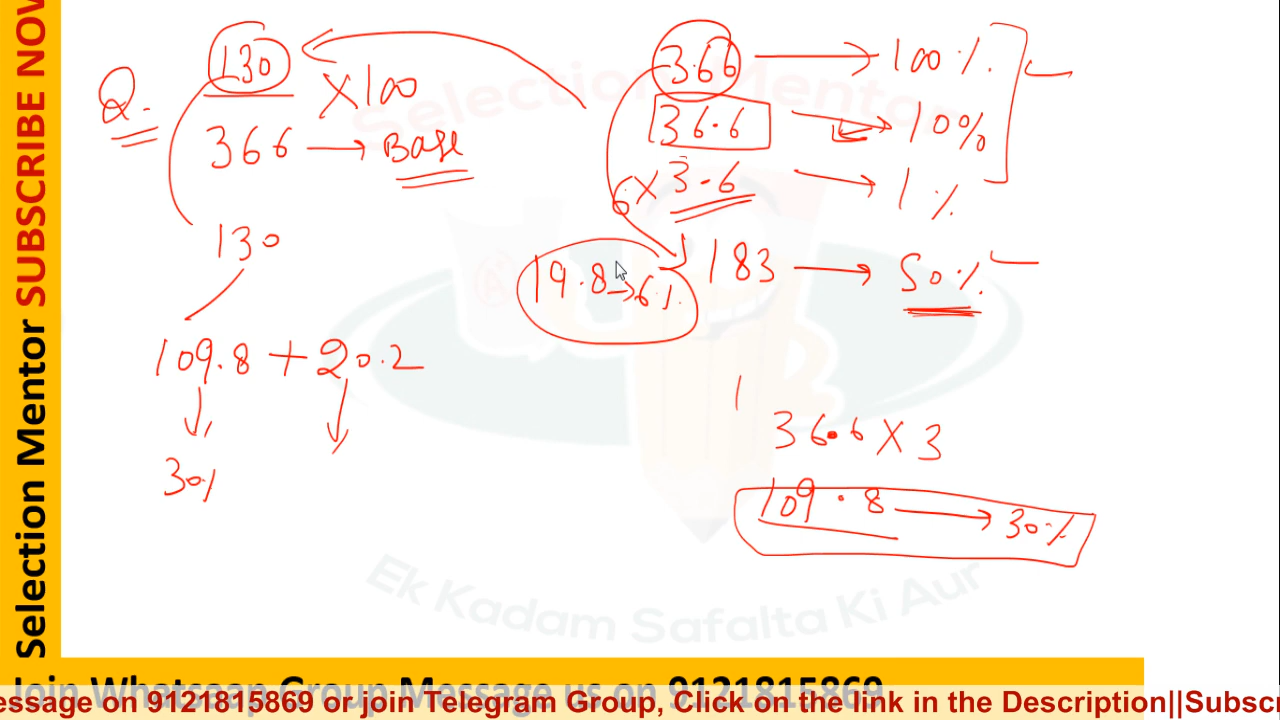 Selection Mentor SUBSCRIBE NOW
Selection Mentor
Q.
130
X100
366 → Base
130
109.8 + 20.2
30%
366 → 100%
36.6 → 10%
6 X 3.6 → 1%
19.8 → 6%
183 → 50%
36.6 X 3
109.8 → 30%
Ek Kadam Safalta Ki Aur
Join Whatsaap Group Message us on 9121815869
essage on 9121815869 or join Telegram Group, Click on the link in the Description||Subsc